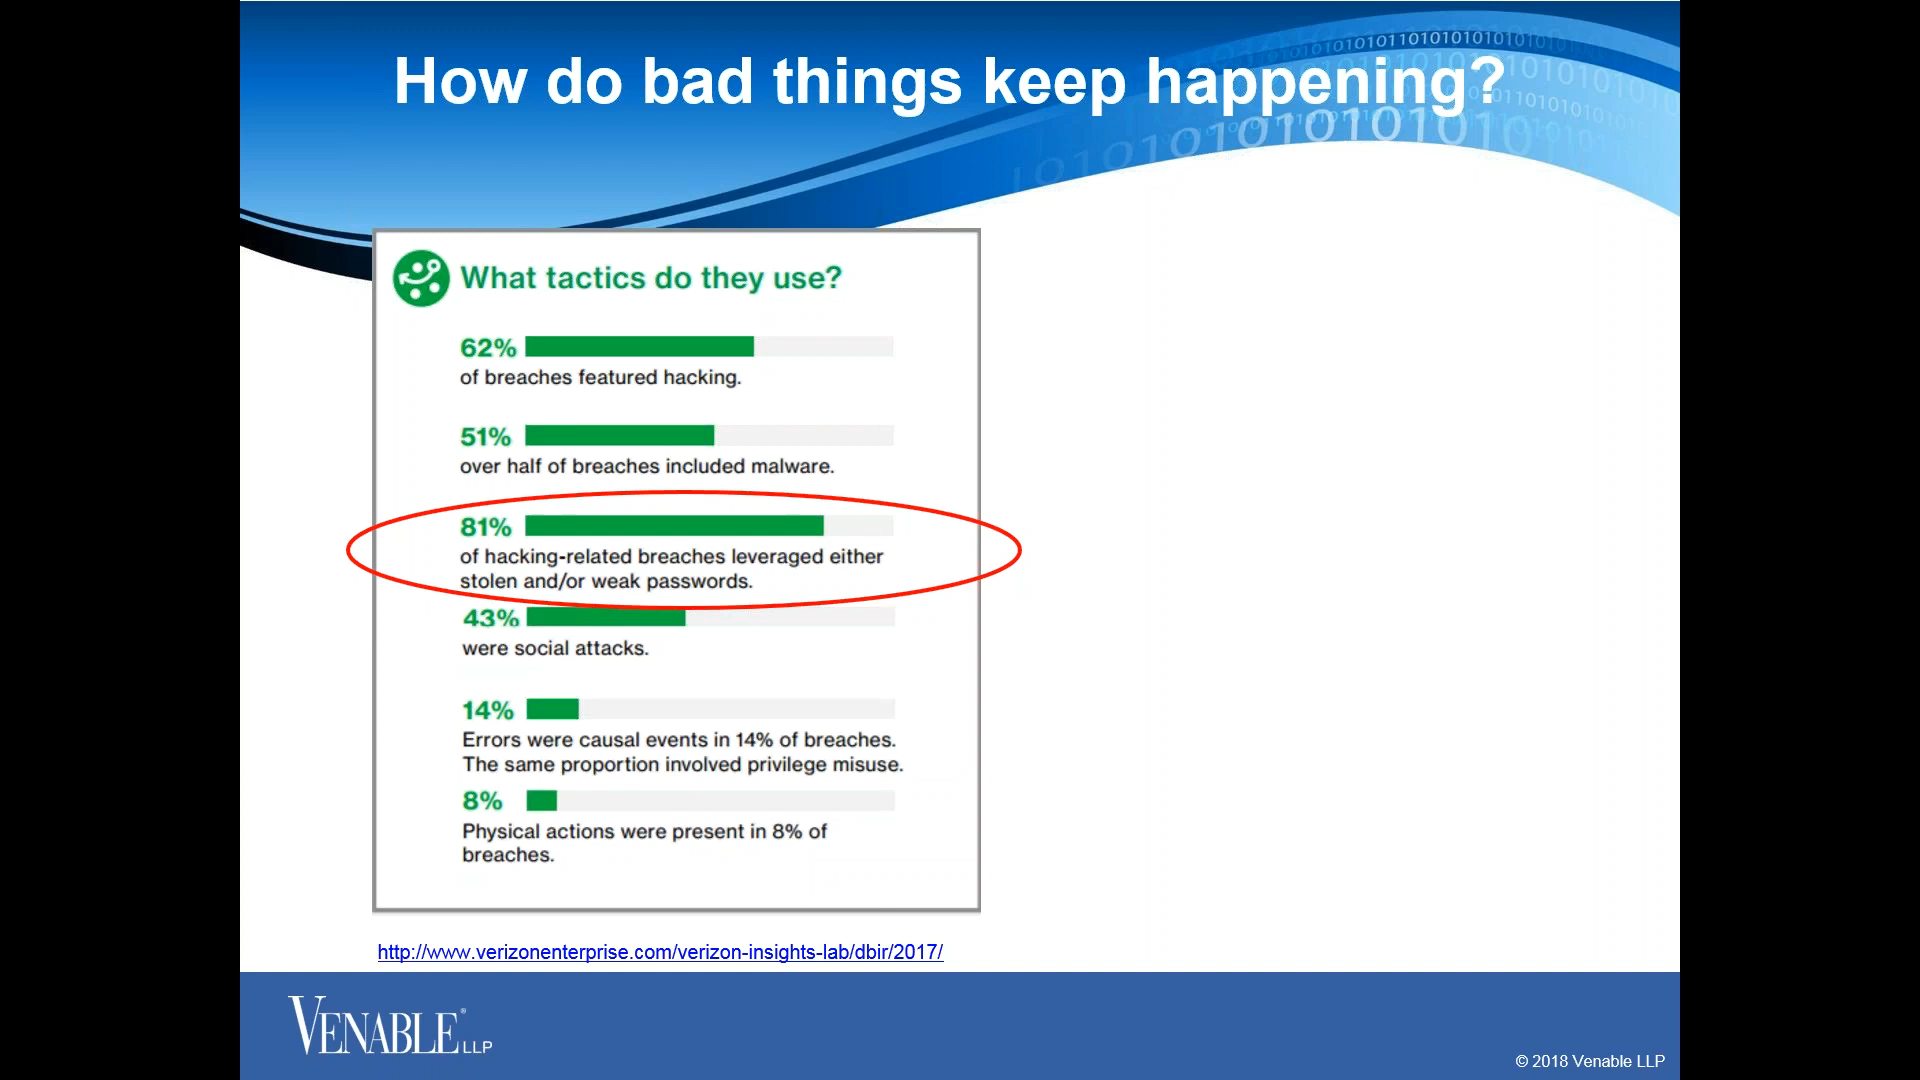 How do bad things keep happening?
What tactics do they use?
62%
of breaches featured hacking.
51%
over half of breaches included malware.
81%
of hacking-related breaches leveraged either
stolen and/or weak passwords.
43%
were social attacks.
14%
Errors were causal events in 14% of breaches.
The same proportion involved privilege misuse.
8%
Physical actions were present in 8% of
breaches.
http://www.verizonenterprise.com/verizon-insights-lab/dbir/2017/
VENABLE® LLP
© 2018 Venable LLP